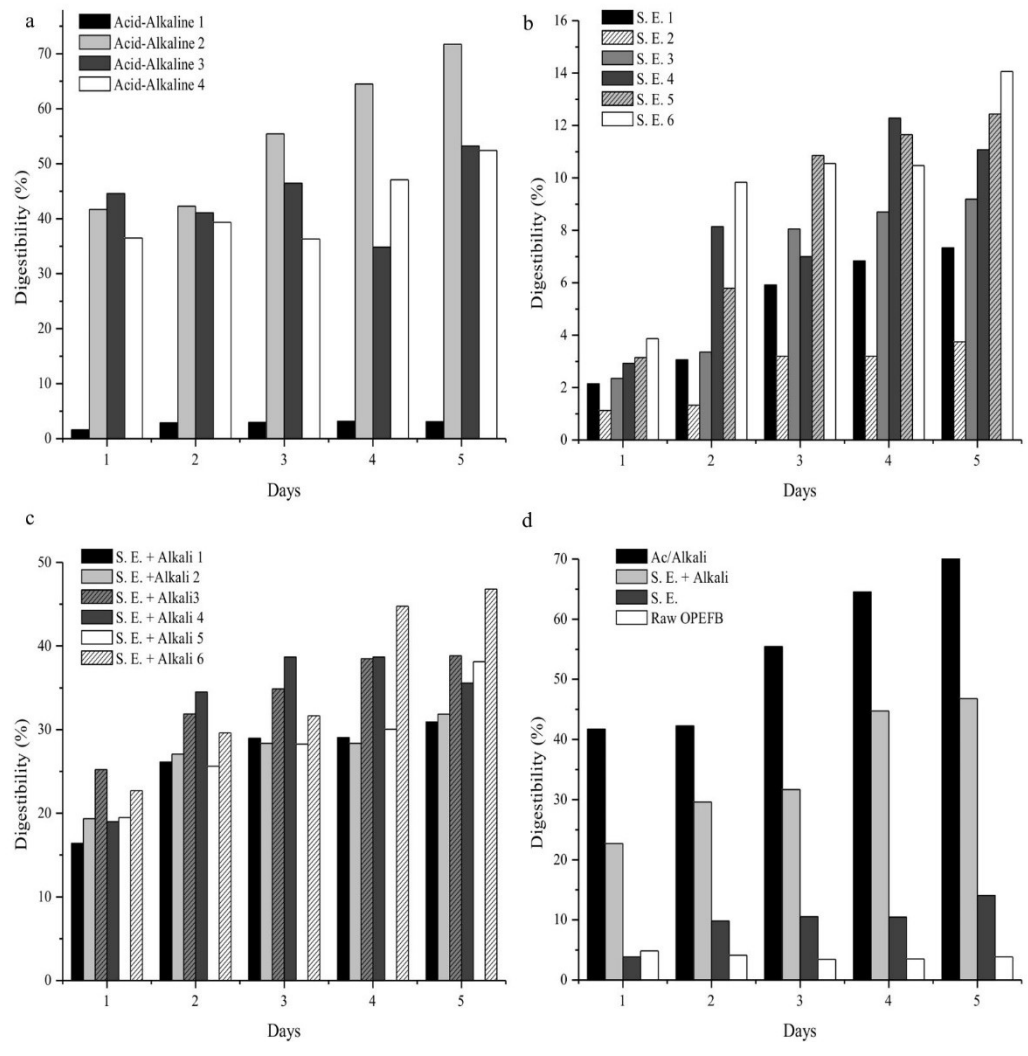 a
Acid-Alkaline 1
Acid-Alkaline 2
Acid-Alkaline 3
Acid-Alkaline 4
70
60
50
40
30
20
10
0
Digestibility (%)
1 2 3 4 5
Days
b
S. E. 1
S. E. 2
S. E. 3
S. E. 4
S. E. 5
S. E. 6
16
14
12
10
8
6
4
2
0
Digestibility (%)
1 2 3 4 5
Days
c
S. E. + Alkali 1
S. E. +Alkali 2
S. E. + Alkali3
S. E. + Alkali 4
S. E. + Alkali 5
S. E. + Alkali 6
50
40
30
20
10
0
Digestibility (%)
1 2 3 4 5
Days
d
Ac/Alkali
S. E. + Alkali
S. E.
Raw OPEFB
70
60
50
40
30
20
10
0
Digestibility (%)
1 2 3 4 5
Days